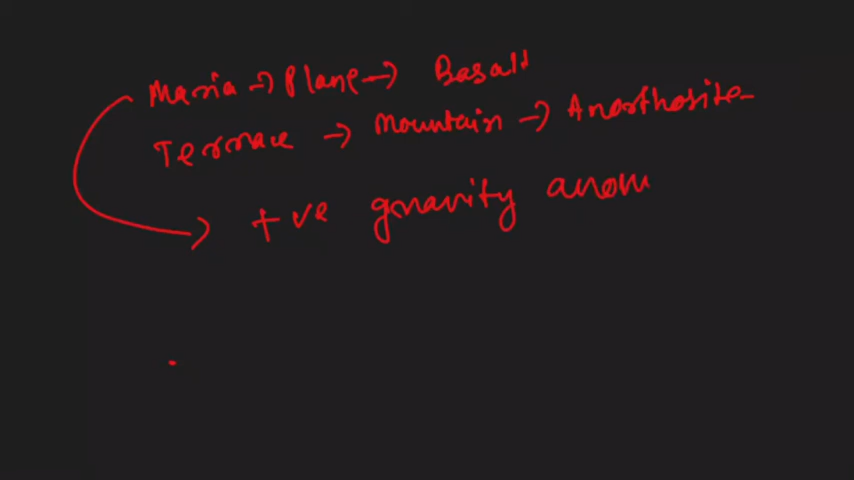 Maria → Plane → Basalt
Terrace → Mountain → Anorthosite
→ +ve gravity anom